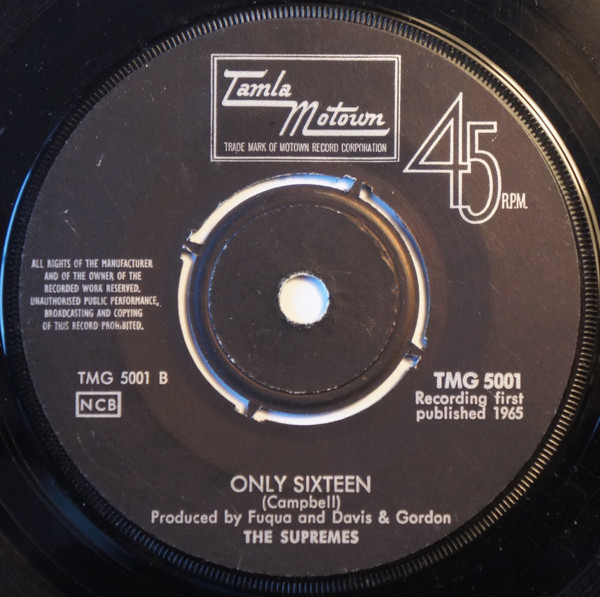 Tamla
Motown
TRADE MARK OF MOTOWN RECORD CORPORATION
45
R.P.M.
ALL RIGHTS OF THE MANUFACTURER
AND OF THE OWNER OF THE
RECORDED WORK RESERVED.
UNAUTHORISED PUBLIC PERFORMANCE,
BROADCASTING AND COPYING
OF THIS RECORD PROHIBITED.
TMG 5001 B
NCB
TMG 5001
Recording first
published 1965
ONLY SIXTEEN
(Campbell)
Produced by Fuqua and Davis & Gordon
THE SUPREMES